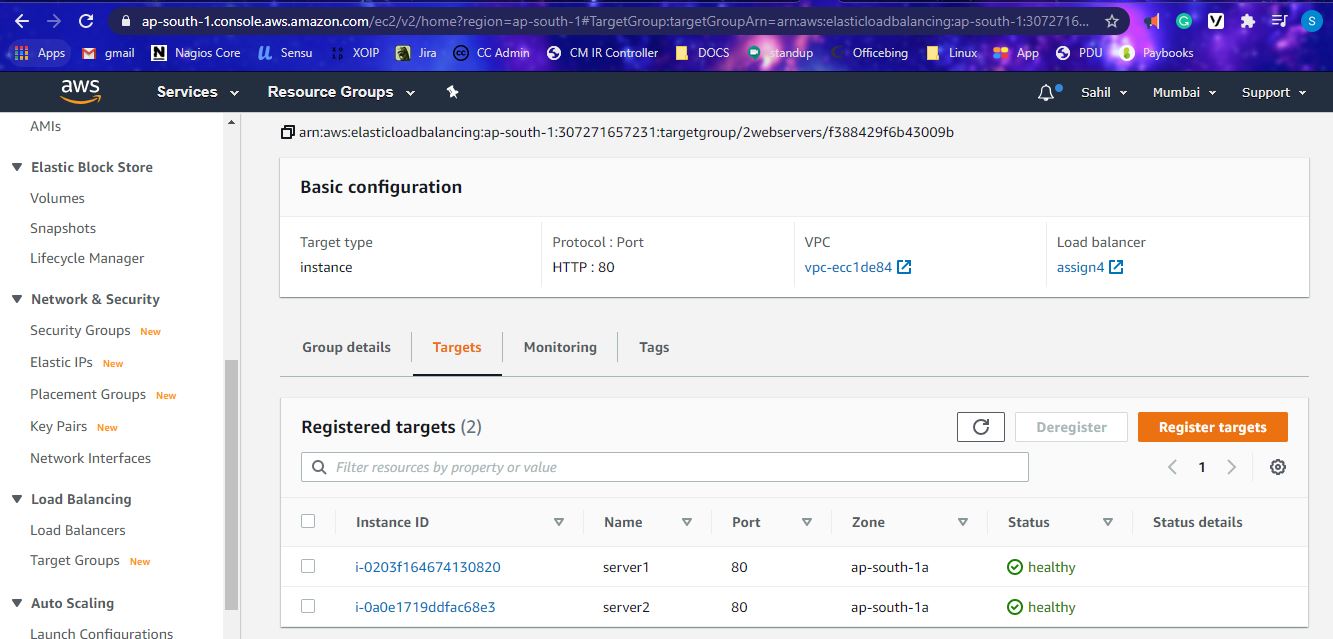 ap-south-1.console.aws.amazon.com/ec2/v2/home?region=ap-south-1#TargetGroup:targetGroupArn=arn:aws:elasticloadbalancing:ap-south-1:3072716...
Y
S
Apps gmail N Nagios Core Sensu XOIP Jira cc CC Admin CM IR Controller DOCS standup Officebing Linux App PDU Paybooks
aws Services Resource Groups Sahil Mumbai Support
AMIs
Elastic Block Store
Volumes
Snapshots
Lifecycle Manager
Network & Security
Security Groups New
Elastic IPs New
Placement Groups New
Key Pairs New
Network Interfaces
Load Balancing
Load Balancers
Target Groups New
Auto Scaling
Launch Configurations
arn:aws:elasticloadbalancing:ap-south-1:307271657231:targetgroup/2webservers/f388429f6b43009b
Basic configuration
Target type Protocol : Port VPC Load balancer
instance HTTP : 80 vpc-ecc1de84 assign4
Group details Targets Monitoring Tags
Registered targets (2) Deregister Register targets
Filter resources by property or value 1
Instance ID Name Port Zone Status Status details
i-0203f164674130820 server1 80 ap-south-1a healthy
i-0a0e1719ddfac68e3 server2 80 ap-south-1a healthy